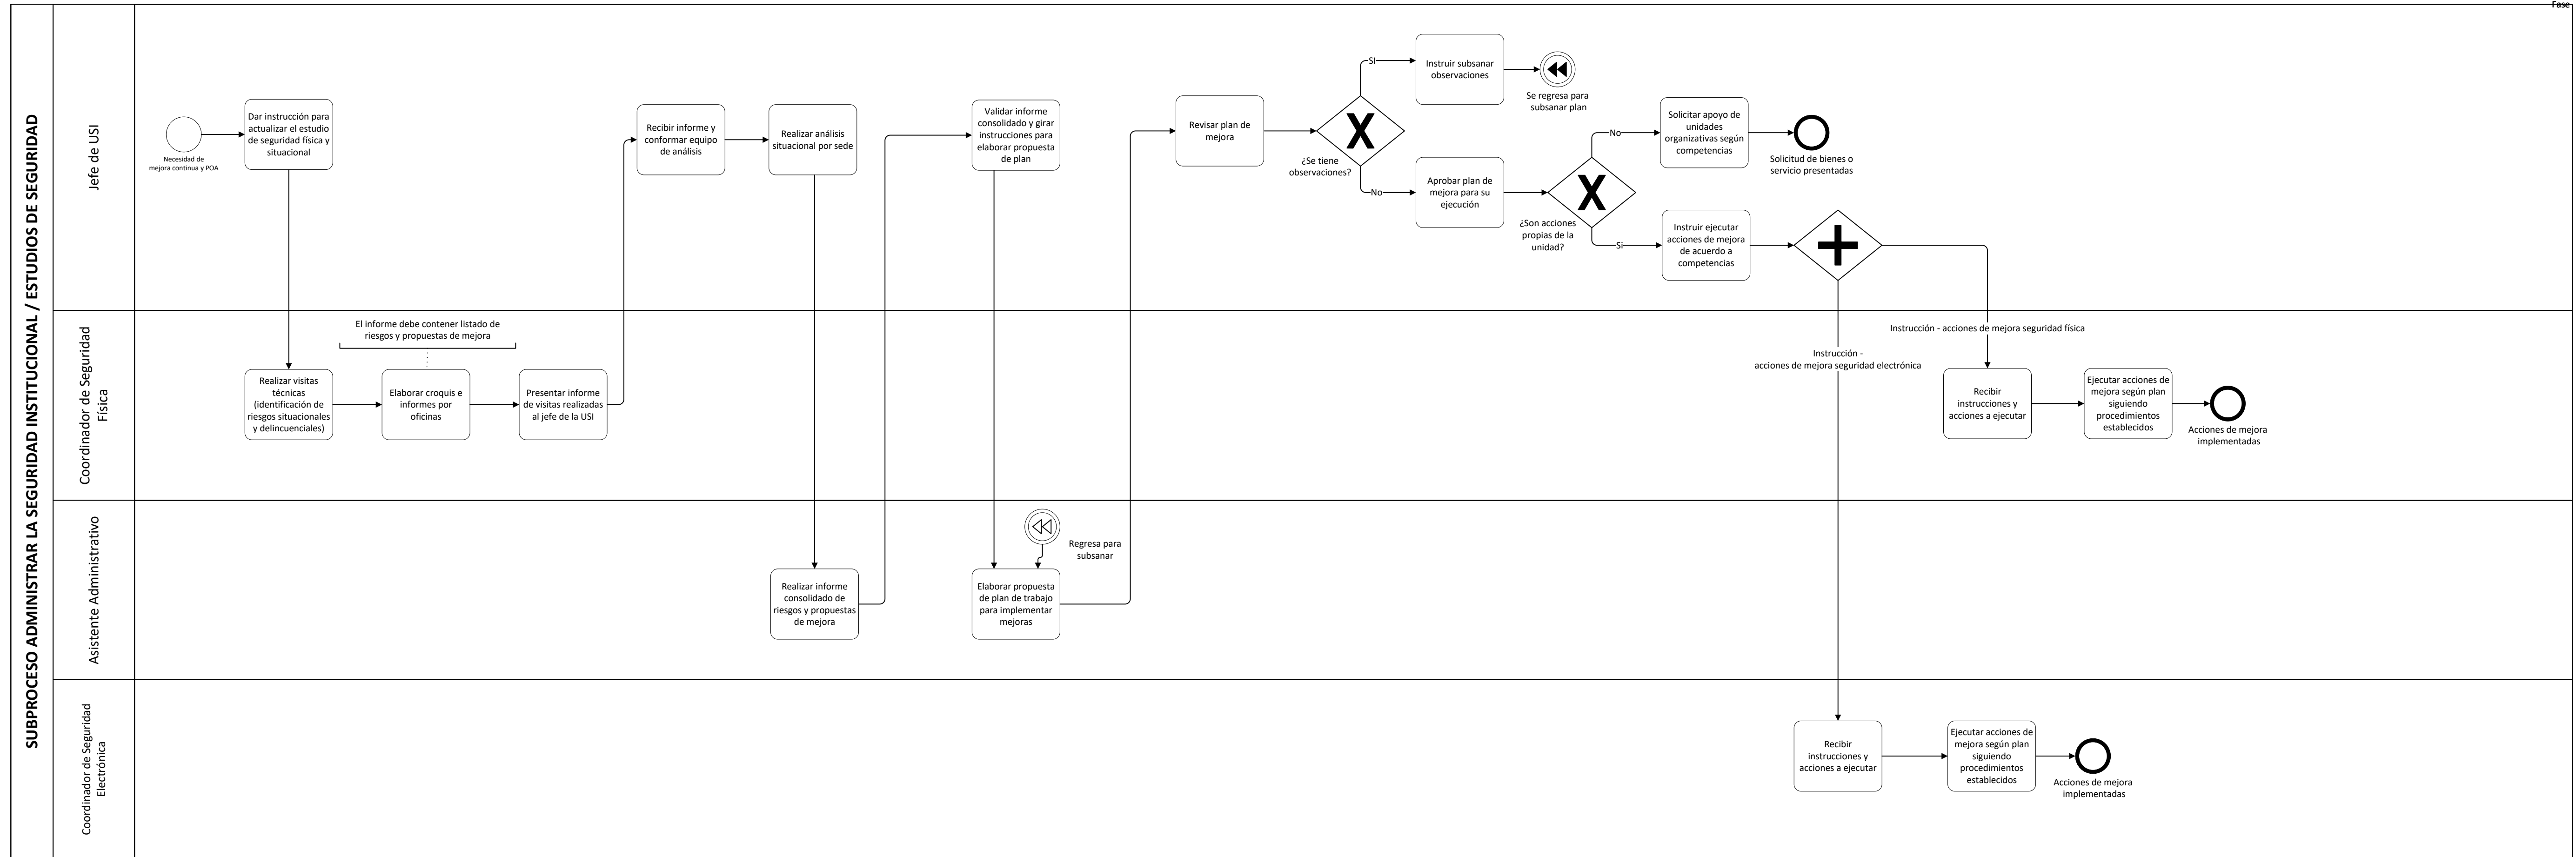 Fase
SUBPROCESO ADMINISTRAR LA SEGURIDAD INSTITUCIONAL / ESTUDIOS DE SEGURIDAD
Jefe de USI
Necesidad de
mejora continua y POA
Dar instrucción para
actualizar el estudio
de seguridad física y
situacional
Recibir informe y
conformar equipo
de análisis
Realizar análisis
situacional por sede
Validar informe
consolidado y girar
instrucciones para
elaborar propuesta
de plan
Revisar plan de
mejora
¿Se tiene
observaciones?
SI
Instruir subsanar
observaciones
Se regresa para
subsanar plan
No
Aprobar plan de
mejora para su
ejecución
¿Son acciones
propias de la
unidad?
No
Solicitar apoyo de
unidades
organizativas según
competencias
Solicitud de bienes o
servicio presentadas
Si
Instruir ejecutar
acciones de mejora
de acuerdo a
competencias
Coordinador de Seguridad
Física
El informe debe contener listado de
riesgos y propuestas de mejora
Realizar visitas
técnicas
(identificación de
riesgos situacionales
y delincuenciales)
Elaborar croquis e
informes por
oficinas
Presentar informe
de visitas realizadas
al jefe de la USI
Instrucción - acciones de mejora seguridad física
Instrucción -
acciones de mejora seguridad electrónica
Recibir
instrucciones y
acciones a ejecutar
Ejecutar acciones de
mejora según plan
siguiendo
procedimientos
establecidos
Acciones de mejora
implementadas
Asistente Administrativo
Realizar informe
consolidado de
riesgos y propuestas
de mejora
Regresa para
subsanar
Elaborar propuesta
de plan de trabajo
para implementar
mejoras
Coordinador de Seguridad
Electrónica
Recibir
instrucciones y
acciones a ejecutar
Ejecutar acciones de
mejora según plan
siguiendo
procedimientos
establecidos
Acciones de mejora
implementadas